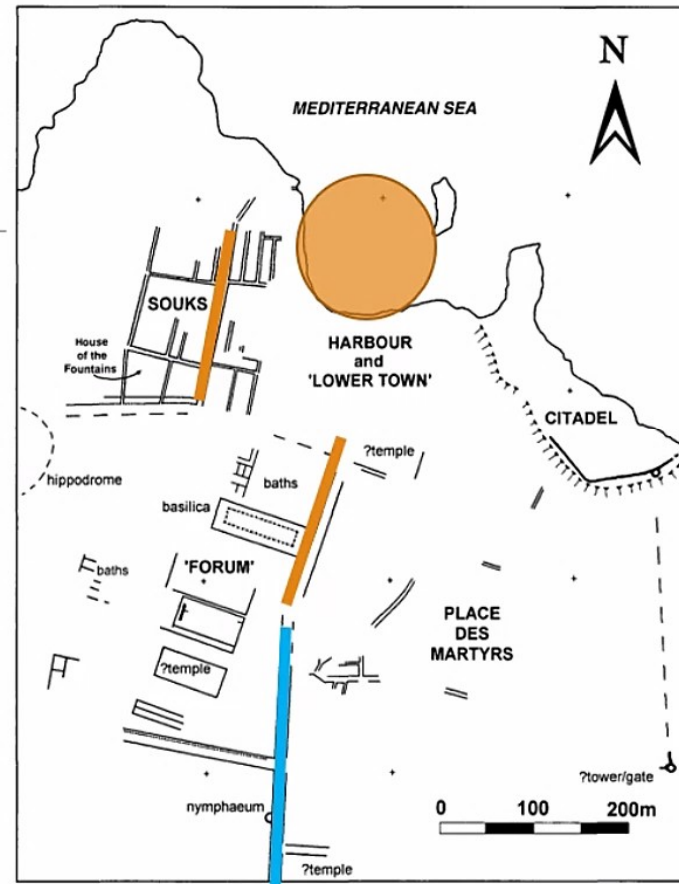 N
MEDITERRANEAN SEA
SOUKS
House
of the
Fountains
HARBOUR
and
'LOWER TOWN'
CITADEL
hippodrome
?temple
baths
basilica
baths
'FORUM'
PLACE
DES
MARTYRS
?temple
?tower/gate
nymphaeum
0 100 200m
?temple